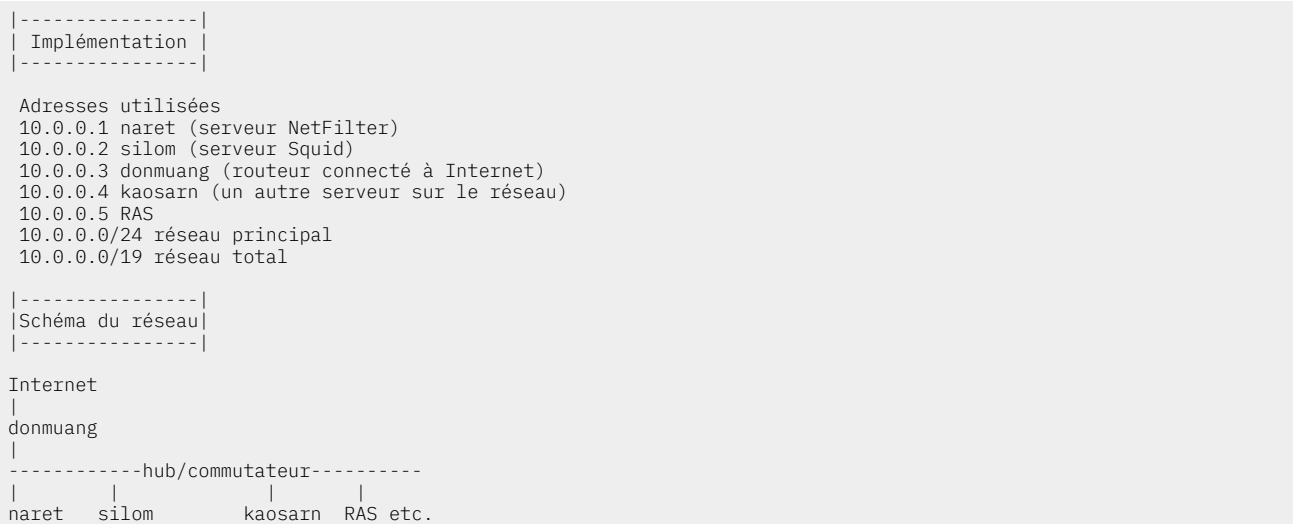 |----------------|
| Implémentation |
|----------------|
Adresses utilisées
10.0.0.1 naret (serveur NetFilter)
10.0.0.2 silom (serveur Squid)
10.0.0.3 donmuang (routeur connecté à Internet)
10.0.0.4 kaosarn (un autre serveur sur le réseau)
10.0.0.5 RAS
10.0.0.0/24 réseau principal
10.0.0.0/19 réseau total
|----------------|
|Schéma du réseau|
|----------------|
Internet
|
donmuang
|
------------hub/commutateur----------
|        |             |       |
naret   silom        kaosarn  RAS etc.